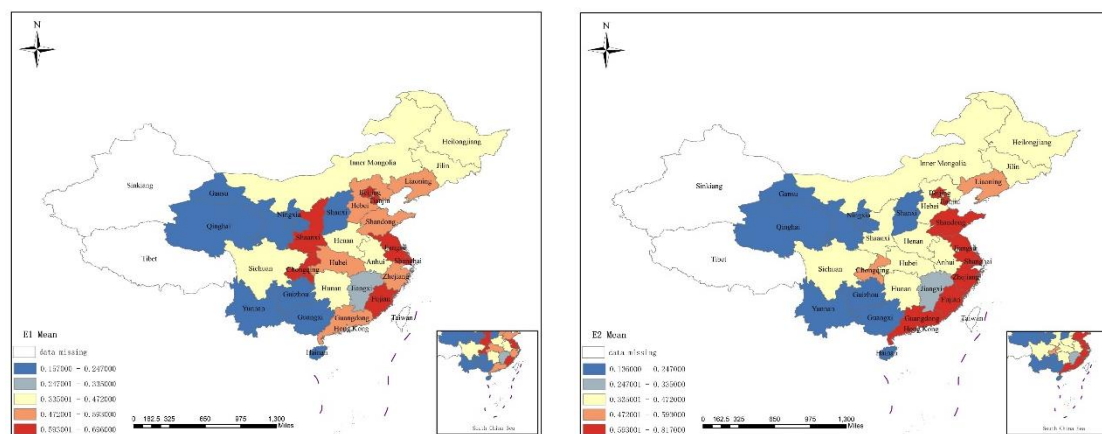 N
Heilongjiang
Jilin
Inner Mongolia
Liaoning
Sinkiang
Gansu
Beijing
Tianjin
Hebei
Ningxia
Shanxi
Shandong
Qinghai
Shaanxi
Henan
Jiangsu
Tibet
Anhui
Shanghai
Sichuan
Chongqing
Hubei
Zhejiang
Hunan
Jiangxi
Guizhou
Fujian
Yunnan
Guangxi
Guangdong
Taiwan
Hong Kong
Hainan
E1 Mean
data missing
0.157000 - 0.247000
0.247001 - 0.335000
0.335001 - 0.472000
0.472001 - 0.593000
0.593001 - 0.696000
0 162.5 325 650 975 1,300
Miles
South China Sea
N
Heilongjiang
Jilin
Inner Mongolia
Liaoning
Sinkiang
Gansu
Beijing
Tianjin
Hebei
Ningxia
Shanxi
Shandong
Qinghai
Shaanxi
Henan
Jiangsu
Tibet
Anhui
Shanghai
Sichuan
Chongqing
Hubei
Zhejiang
Hunan
Jiangxi
Guizhou
Fujian
Yunnan
Guangxi
Guangdong
Taiwan
Hong Kong
Hainan
E2 Mean
data missing
0.136000 - 0.247000
0.247001 - 0.335000
0.335001 - 0.472000
0.472001 - 0.593000
0.593001 - 0.817000
0 162.5 325 650 975 1,300
Miles
South China Sea